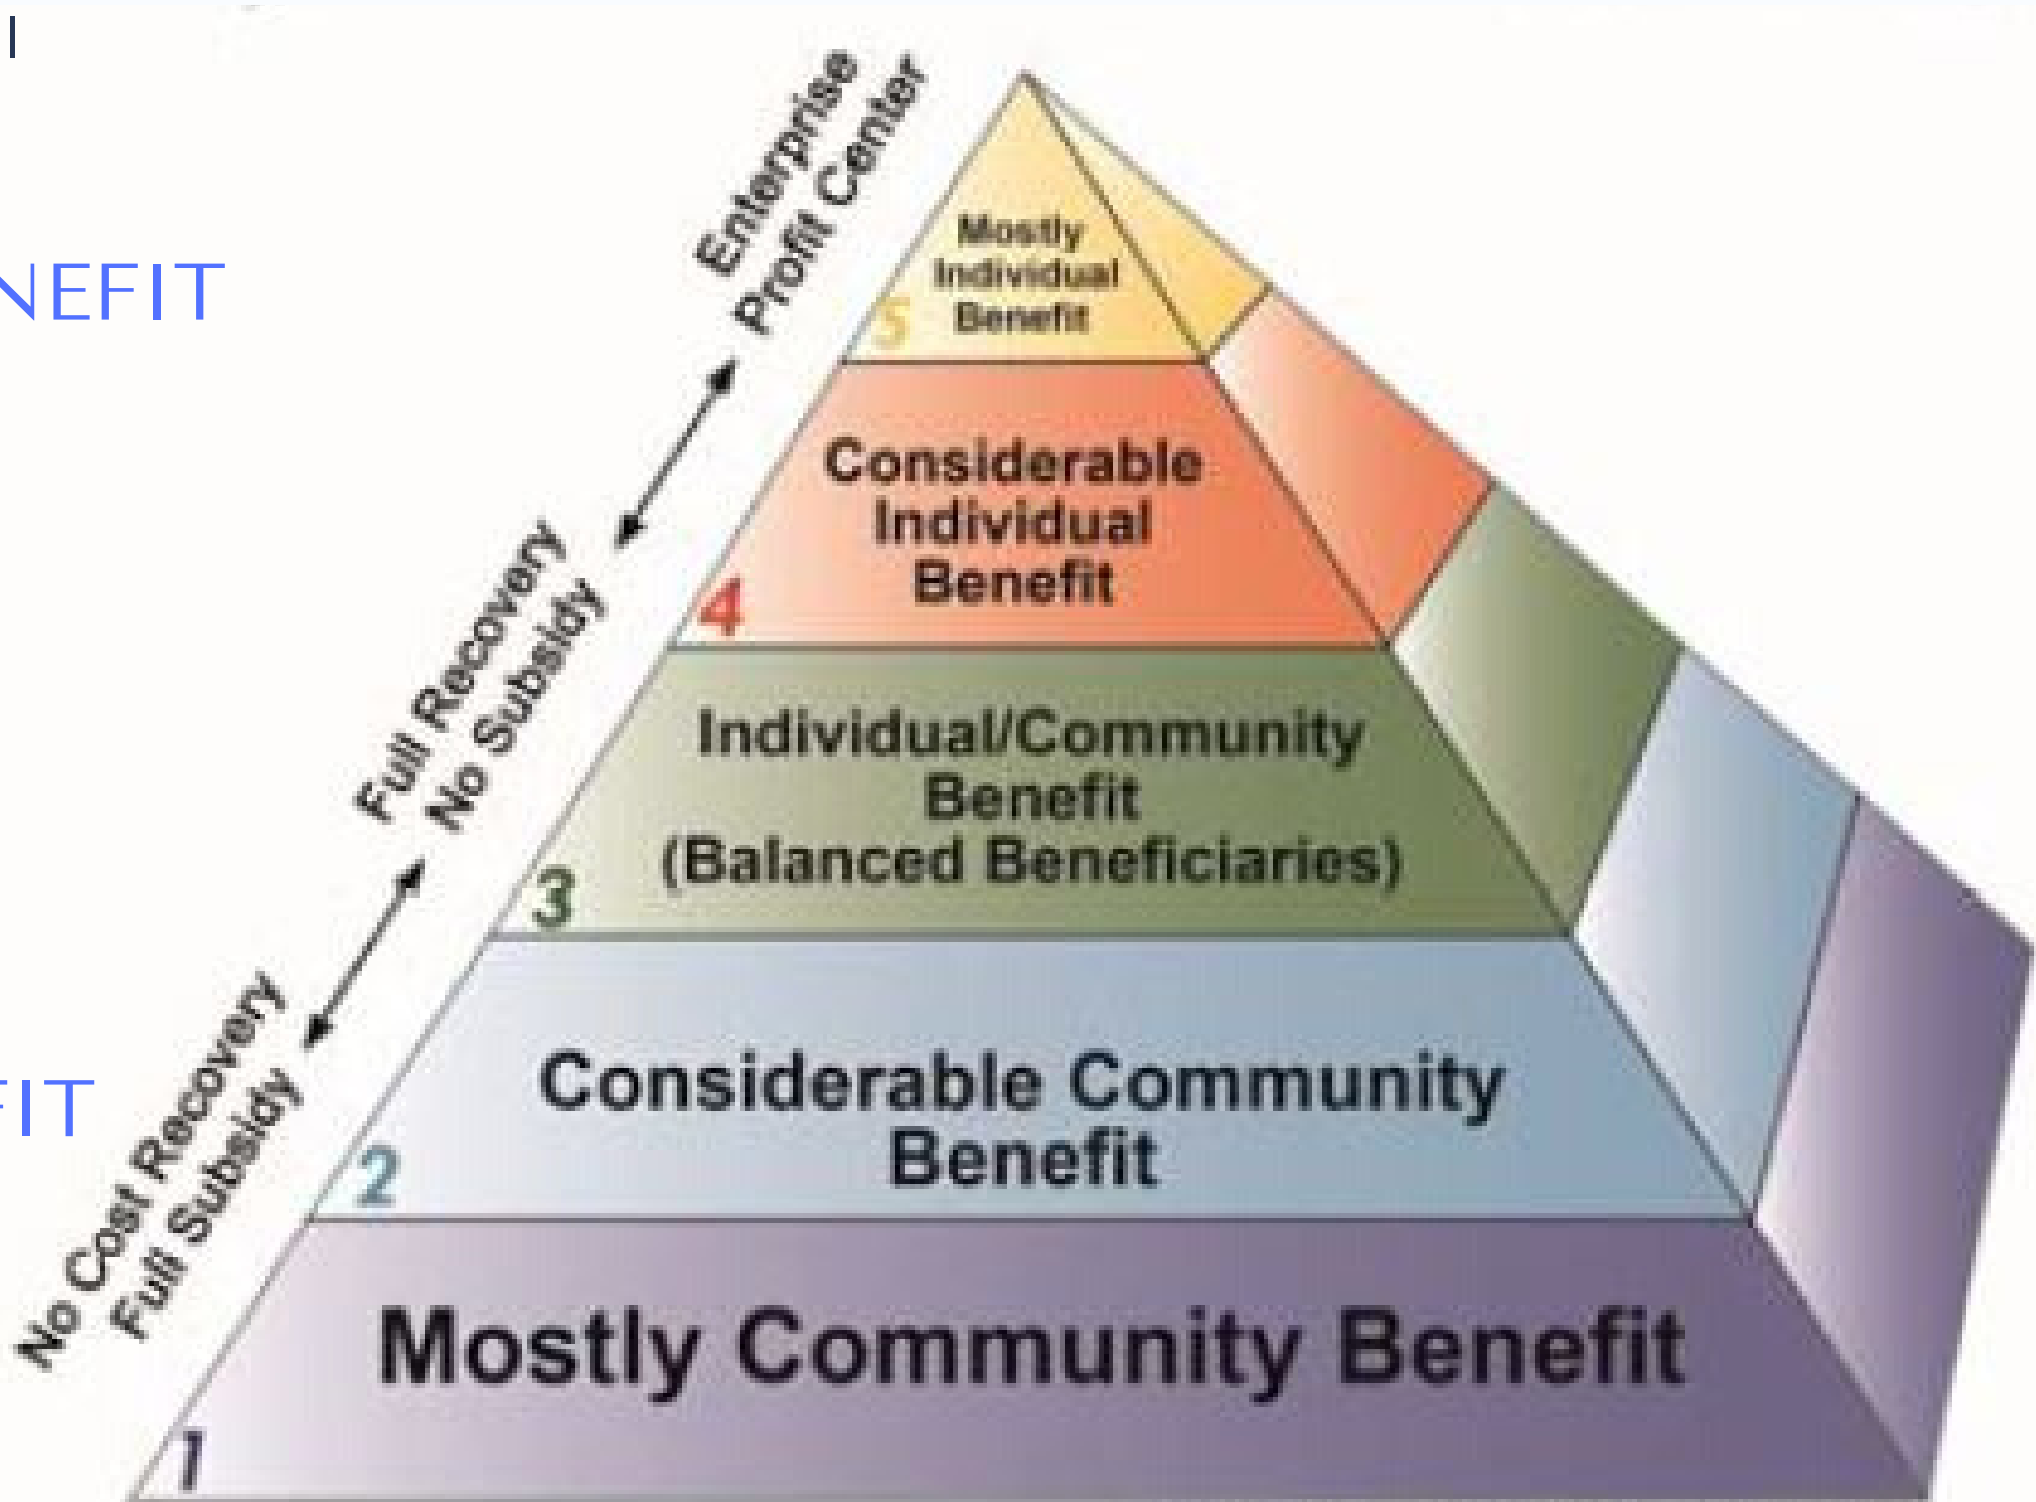 Enterprise
Profit Center
Mostly
Individual
Benefit
5
NEFIT
Considerable
Individual
Benefit
4
Full Recovery
No Subsidy
Individual/Community
Benefit
(Balanced Beneficiaries)
3
No Cost Recovery
Full Subsidy
Considerable Community
Benefit
2
FIT
Mostly Community Benefit
1